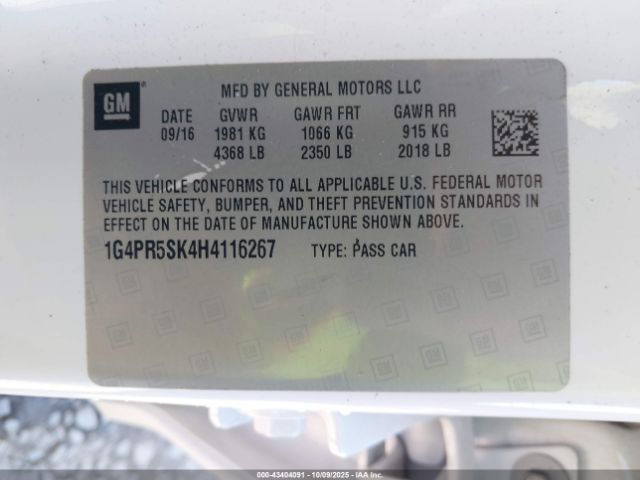 GM
MFD BY GENERAL MOTORS LLC
DATE GVWR GAWR FRT GAWR RR
09/16 1981 KG 1066 KG 915 KG
4368 LB 2350 LB 2018 LB
THIS VEHICLE CONFORMS TO ALL APPLICABLE U.S. FEDERAL MOTOR
VEHICLE SAFETY, BUMPER, AND THEFT PREVENTION STANDARDS IN
EFFECT ON THE DATE OF MANUFACTURE SHOWN ABOVE.
1G4PR5SK4H4116267 TYPE: PASS CAR
000-43404091 - 10/09/2025 - IAAI.COM